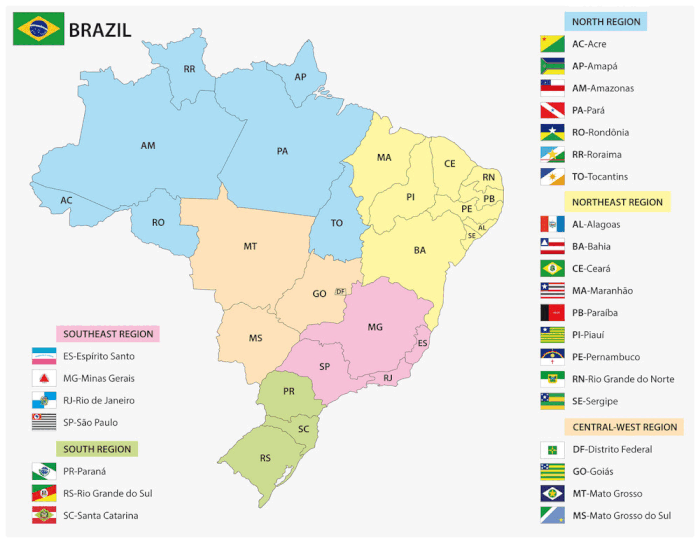 BRAZIL
RR
AP
AM
PA
MA
CE
RN
PB
PI
PE
AL
SE
AC
RO
TO
BA
MT
GO
DF
MG
MS
ES
SP
RJ
PR
SC
RS
SOUTHEAST REGION
ES-Espírito Santo
MG-Minas Gerais
RJ-Rio de Janeiro
SP-São Paulo
SOUTH REGION
PR-Paraná
RS-Rio Grande do Sul
SC-Santa Catarina
NORTH REGION
AC-Acre
AP-Amapá
AM-Amazonas
PA-Pará
RO-Rondônia
RR-Roraima
TO-Tocantins
NORTHEAST REGION
AL-Alagoas
BA-Bahia
CE-Ceará
MA-Maranhão
PB-Paraíba
PI-Piauí
PE-Pernambuco
RN-Rio Grande do Norte
SE-Sergipe
CENTRAL-WEST REGION
DF-Distrito Federal
GO-Goiás
MT-Mato Grosso
MS-Mato Grosso do Sul